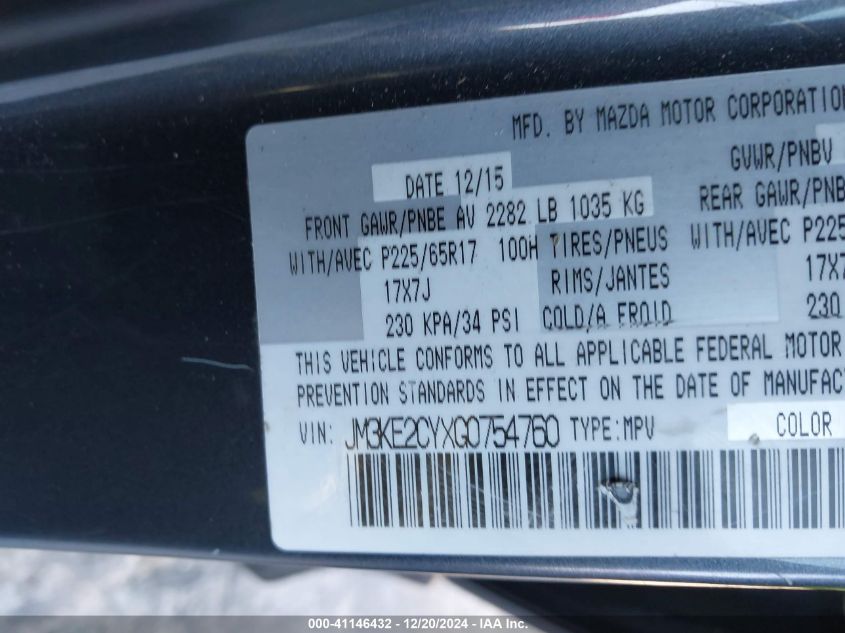 MFD. BY MAZDA MOTOR CORPORATION
DATE 12/15 GVWR/PNBV
FRONT GAWR/PNBE AV 2282 LB 1035 KG REAR GAWR/PNB
WITH/AVEC P225/65R17 100H TIRES/PNEUS WITH/AVEC P225
17X7J RIMS/JANTES 17X7
230 KPA/34 PSI COLD/A FROID 230
THIS VEHICLE CONFORMS TO ALL APPLICABLE FEDERAL MOTOR
PREVENTION STANDARDS IN EFFECT ON THE DATE OF MANUFAC
VIN: JM3KE2CYXG0754760 TYPE:MPV COLOR
000-41146432 - 12/20/2024 - IAA Inc.